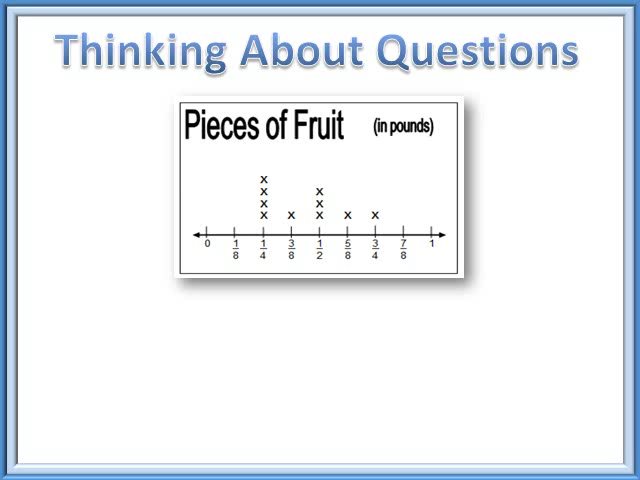 Thinking About Questions
Pieces of Fruit (in pounds)
x
x x
x x
x x x x x
0 1/8 1/4 3/8 1/2 5/8 3/4 7/8 1